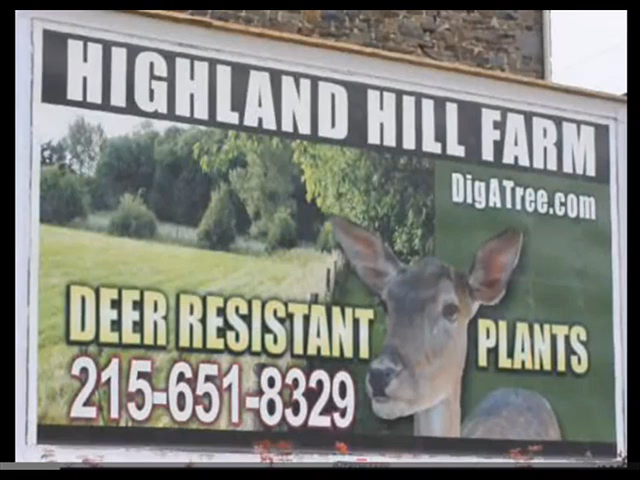 HIGHLAND HILL FARM
DigATree.com
DEER RESISTANT PLANTS
215-651-8329